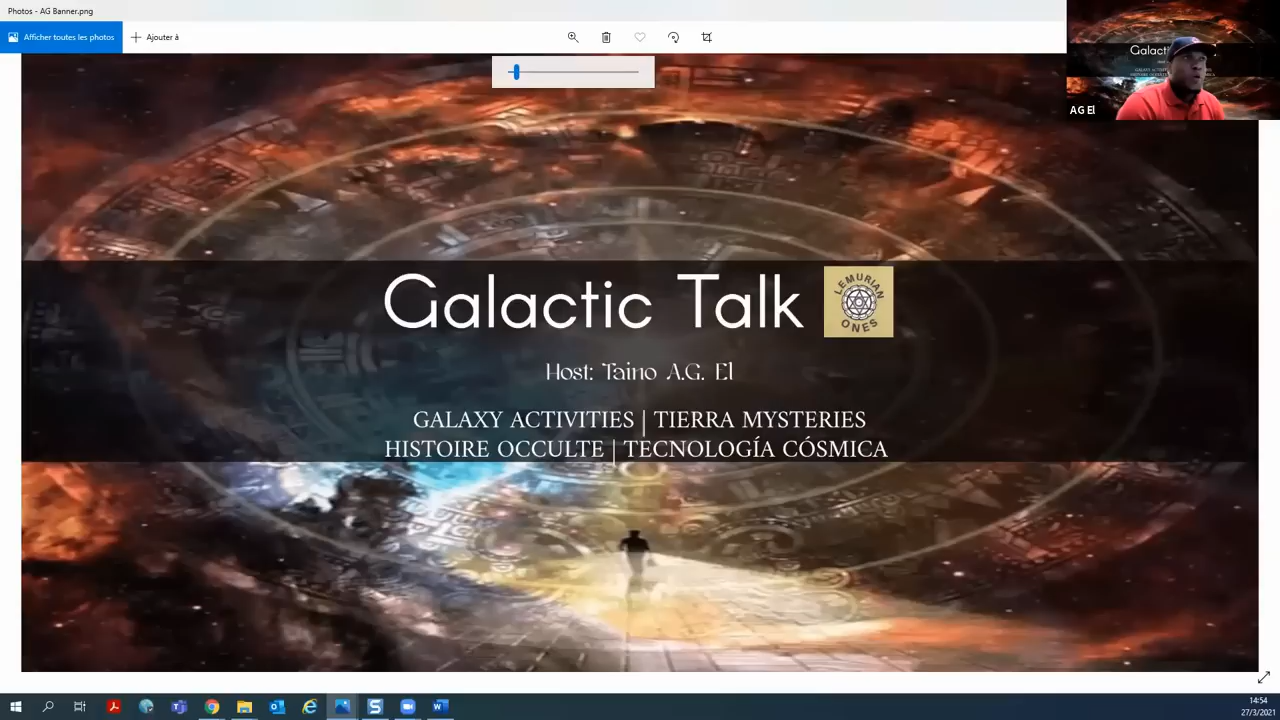 Photos - AG Banner.png
Afficher toutes les photos
Ajouter à
Galactic Talk
LEMURIAN
ONES
Host: Taino A.G. El
GALAXY ACTIVITIES | TIERRA MYSTERIES
HISTOIRE OCCULTE | TECNOLOGÍA CÓSMICA
Galactic
AG El
14:54
27/3/2021